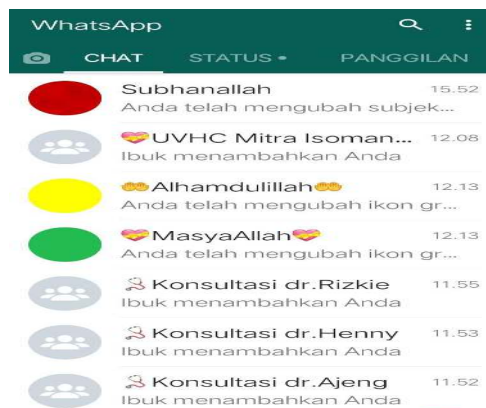 WhatsApp
CHAT STATUS PANGGILAN
Subhanallah 15.52
Anda telah mengubah subjek...
💝UVHC Mitra Isoman... 12.08
Ibuk menambahkan Anda
🤲Alhamdulillah🤲 12.13
Anda telah mengubah ikon gr...
💝MasyaAllah💝 12.13
Anda telah mengubah ikon gr...
🩺Konsultasi dr.Rizkie 11.55
Ibuk menambahkan Anda
🩺Konsultasi dr.Henny 11.53
Ibuk menambahkan Anda
🩺Konsultasi dr.Ajeng 11.52
Ibuk menambahkan Anda